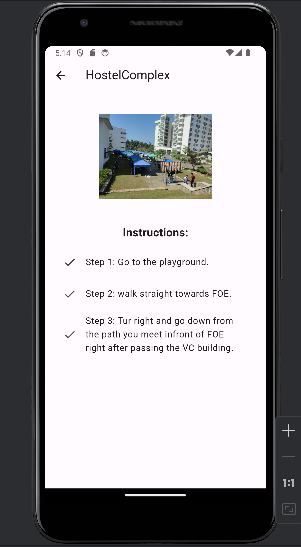 5:14
HostelComplex
Instructions:
Step 1: Go to the playground.
Step 2: walk straight towards FOE.
Step 3: Tur right and go down from
the path you meet infront of FOE
right after passing the VC building.
1:1